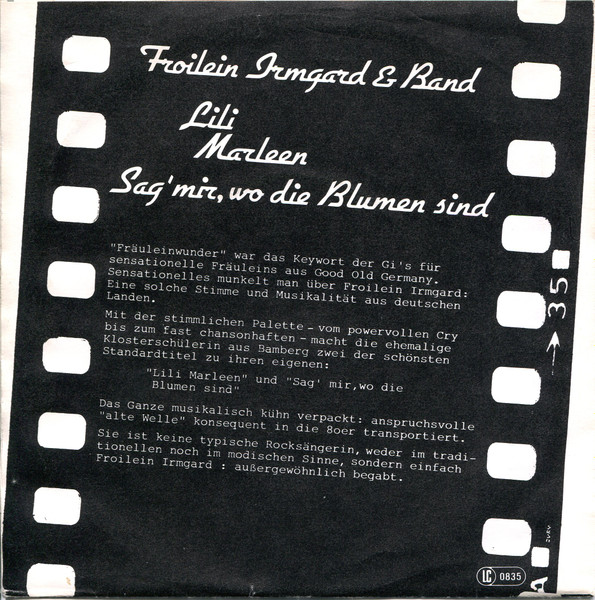 Froilein Irmgard & Band
Lili
Marleen
Sag'mir, wo die Blumen sind
"Fräuleinwunder" war das Keywort der Gi's für
sensationelle Fräuleins aus Good Old Germany.
Sensationelles munkelt man über Froilein Irmgard:
Eine solche Stimme und Musikalität aus deutschen
Landen.
Mit der stimmlichen Palette - vom powervollen Cry
bis zum fast chansonhaften - macht die ehemalige
Klosterschülerin aus Bamberg zwei der schönsten
Standardtitel zu ihren eigenen:
"Lili Marleen" und "Sag' mir,wo die
Blumen sind"
Das Ganze musikalisch kühn verpackt: anspruchsvolle
"alte Welle" konsequent in die 80er transportiert.
Sie ist keine typische Rocksängerin, weder im tradi-
tionellen noch im modischen Sinne, sondern einfach
Froilein Irmgard : außergewöhnlich begabt.
→ 35
A
LC 0835